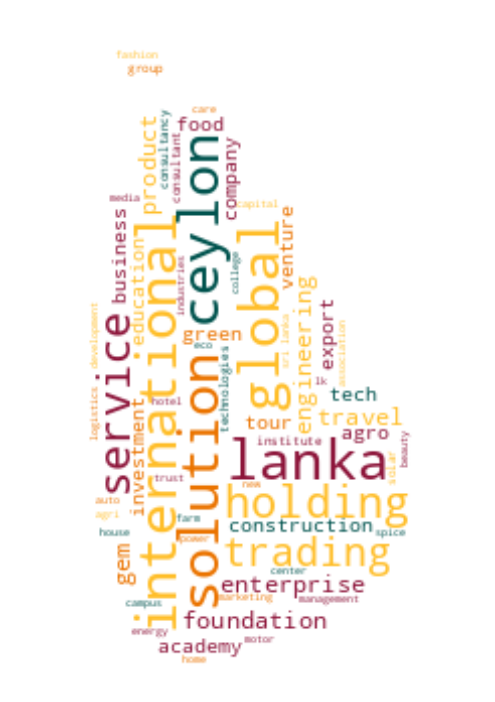 fashion
group
care
food
consultancy
consultant
product
company
ceylon
media
capital
business
international
global
venture
education
industries
college
engineering
export
development
service
green
eco
sri lanka
association
technologies
lk
tech
hotel
logistics
investment
solution
tour
travel
agro
institute
beauty
lanka
solar
trust
new
auto
agri
holding
farm
construction
house
spice
power
trading
gem
center
enterprise
marketing
management
campus
foundation
energy
motor
academy
home